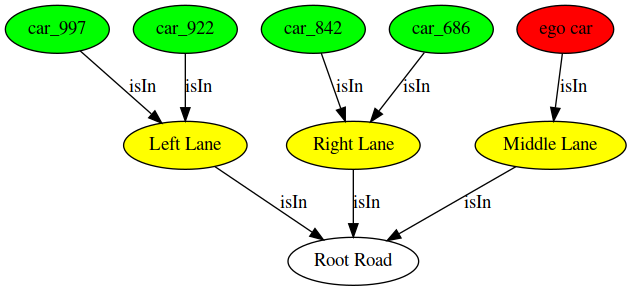 car_997
car_922
car_842
car_686
ego car
isIn
isIn
isIn
isIn
isIn
Left Lane
Right Lane
Middle Lane
isIn
isIn
isIn
Root Road